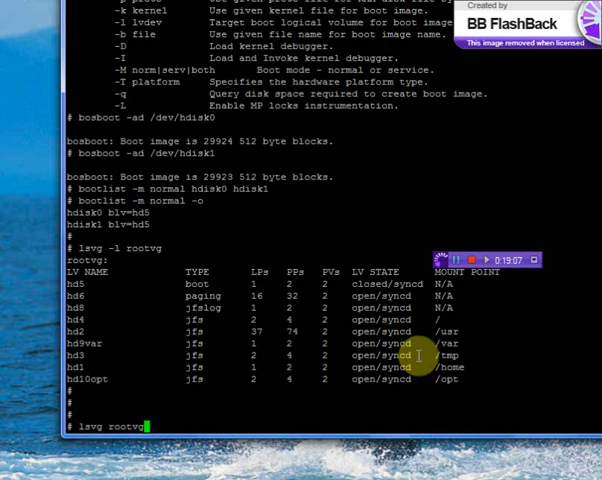 Created by
BB FlashBack
This image removed when licensed
-k kernel Use given kernel file for boot image.
-l lvdev Target boot logical volume for boot image
-b file Use given file name for boot image name.
-D Load kernel debugger.
-I Load and Invoke kernel debugger.
-M norm|serv|both Boot mode - normal or service.
-T platform Specifies the hardware platform type.
-q Query disk space required to create boot image.
-L Enable MP locks instrumentation.
# bosboot -ad /dev/hdisk0
bosboot: Boot image is 29924 512 byte blocks.
# bosboot -ad /dev/hdisk1
bosboot: Boot image is 29923 512 byte blocks.
# bootlist -m normal hdisk0 hdisk1
# bootlist -m normal -o
hdisk0 blv=hd5
hdisk1 blv=hd5
#
# lsvg -l rootvg
0:19:07
rootvg:
LV NAME TYPE LPs PPs PVs LV STATE MOUNT POINT
hd5 boot 1 2 2 closed/syncd N/A
hd6 paging 16 32 2 open/syncd N/A
hd8 jfslog 1 2 2 open/syncd N/A
hd4 jfs 2 4 2 open/syncd /
hd2 jfs 37 74 2 open/syncd /usr
hd9var jfs 1 2 2 open/syncd /var
hd3 jfs 2 4 2 open/syncd /tmp
hd1 jfs 1 2 2 open/syncd /home
hd10opt jfs 2 4 2 open/syncd /opt
#
#
#
# lsvg rootvg